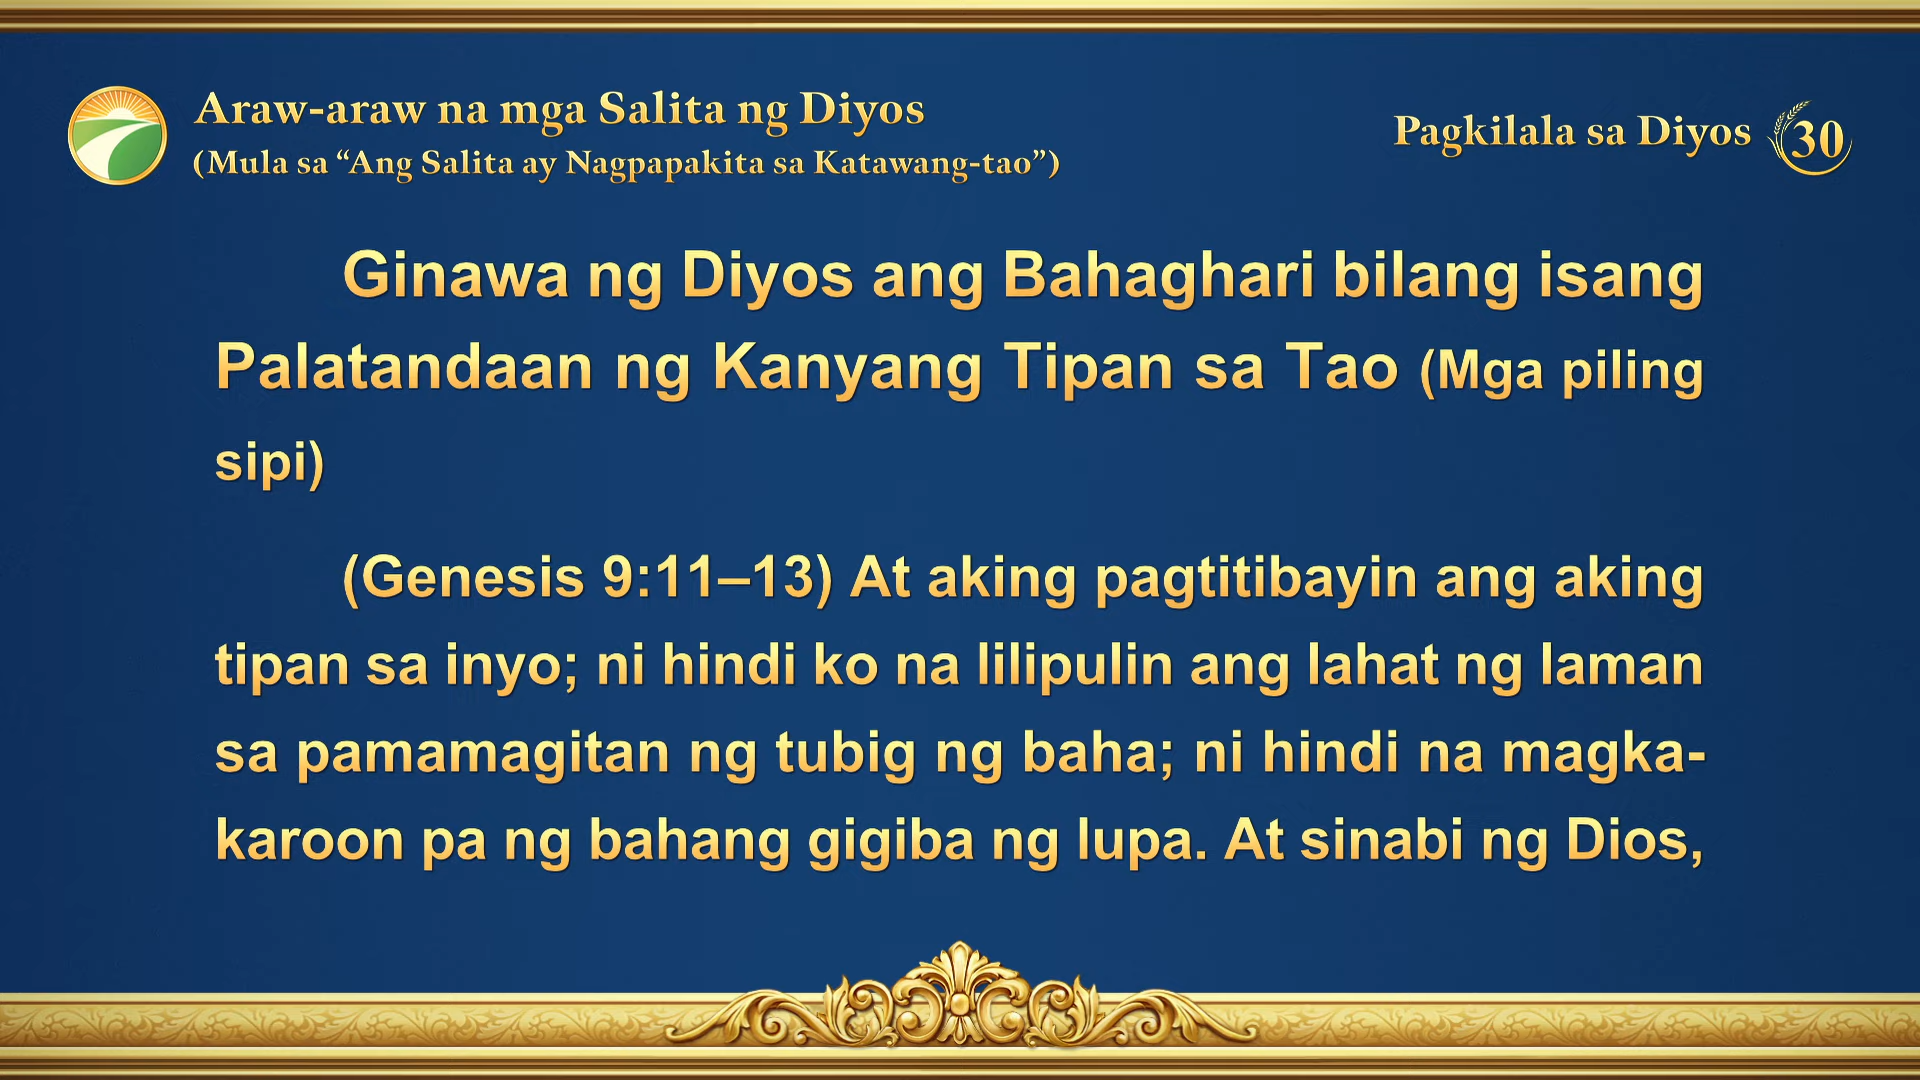 Araw-araw na mga Salita ng Diyos
(Mula sa “Ang Salita ay Nagpapakita sa Katawang-tao”)
Pagkilala sa Diyos 30
Ginawa ng Diyos ang Bahaghari bilang isang
Palatandaan ng Kanyang Tipan sa Tao (Mga piling
sipi)
(Genesis 9:11–13) At aking pagtitibayin ang aking
tipan sa inyo; ni hindi ko na lilipulin ang lahat ng laman
sa pamamagitan ng tubig ng baha; ni hindi na magka-
karoon pa ng bahang gigiba ng lupa. At sinabi ng Dios,